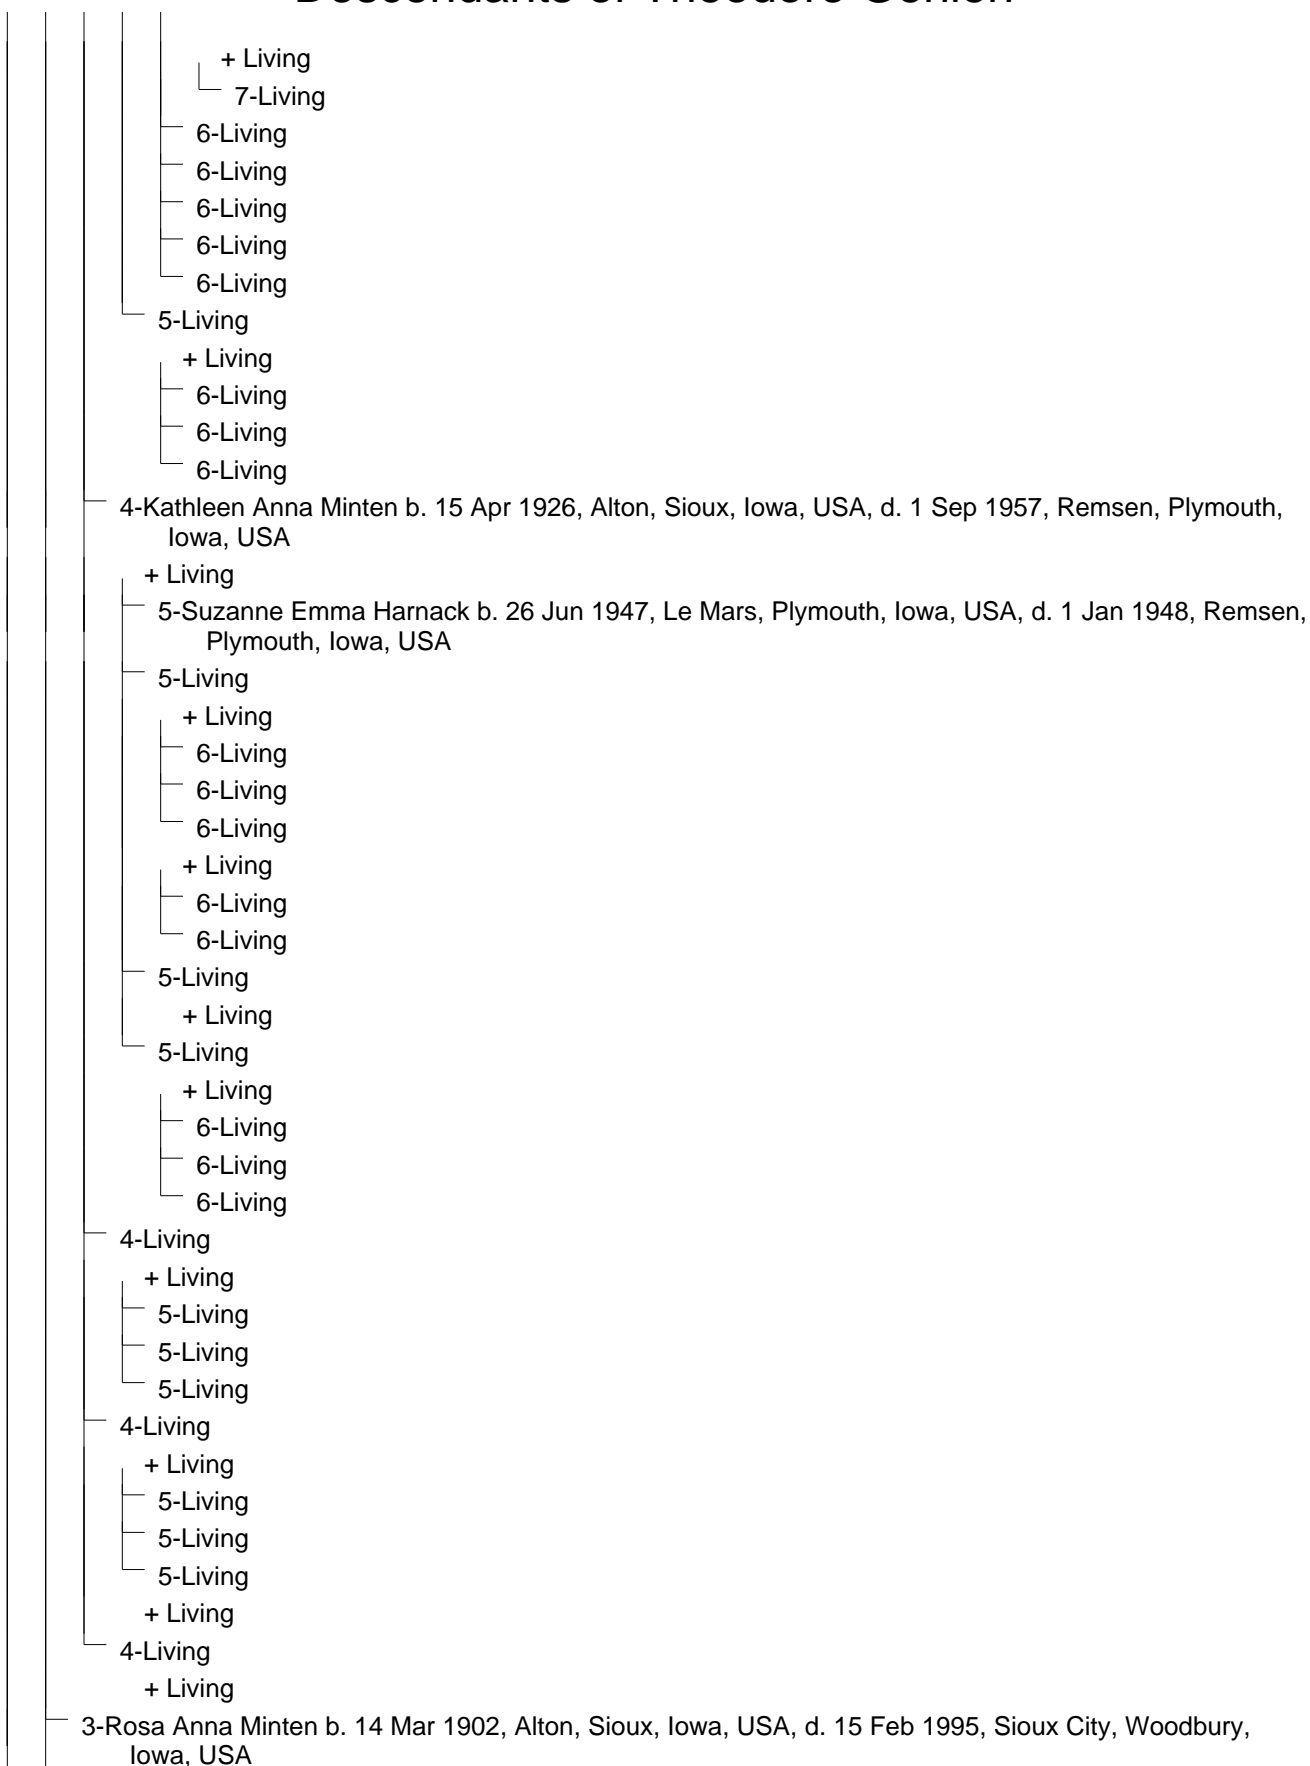 Descendants of Theodore
+ Living
7-Living
6-Living
6-Living
6-Living
6-Living
6-Living
5-Living
+ Living
6-Living
6-Living
6-Living
4-Kathleen Anna Minten b. 15 Apr 1926, Alton, Sioux, Iowa, USA, d. 1 Sep 1957, Remsen, Plymouth,
Iowa, USA
+ Living
5-Suzanne Emma Harnack b. 26 Jun 1947, Le Mars, Plymouth, Iowa, USA, d. 1 Jan 1948, Remsen,
Plymouth, Iowa, USA
5-Living
+ Living
6-Living
6-Living
6-Living
+ Living
6-Living
6-Living
5-Living
+ Living
5-Living
+ Living
6-Living
6-Living
6-Living
4-Living
+ Living
5-Living
5-Living
5-Living
4-Living
+ Living
5-Living
5-Living
5-Living
+ Living
4-Living
+ Living
3-Rosa Anna Minten b. 14 Mar 1902, Alton, Sioux, Iowa, USA, d. 15 Feb 1995, Sioux City, Woodbury,
Iowa, USA